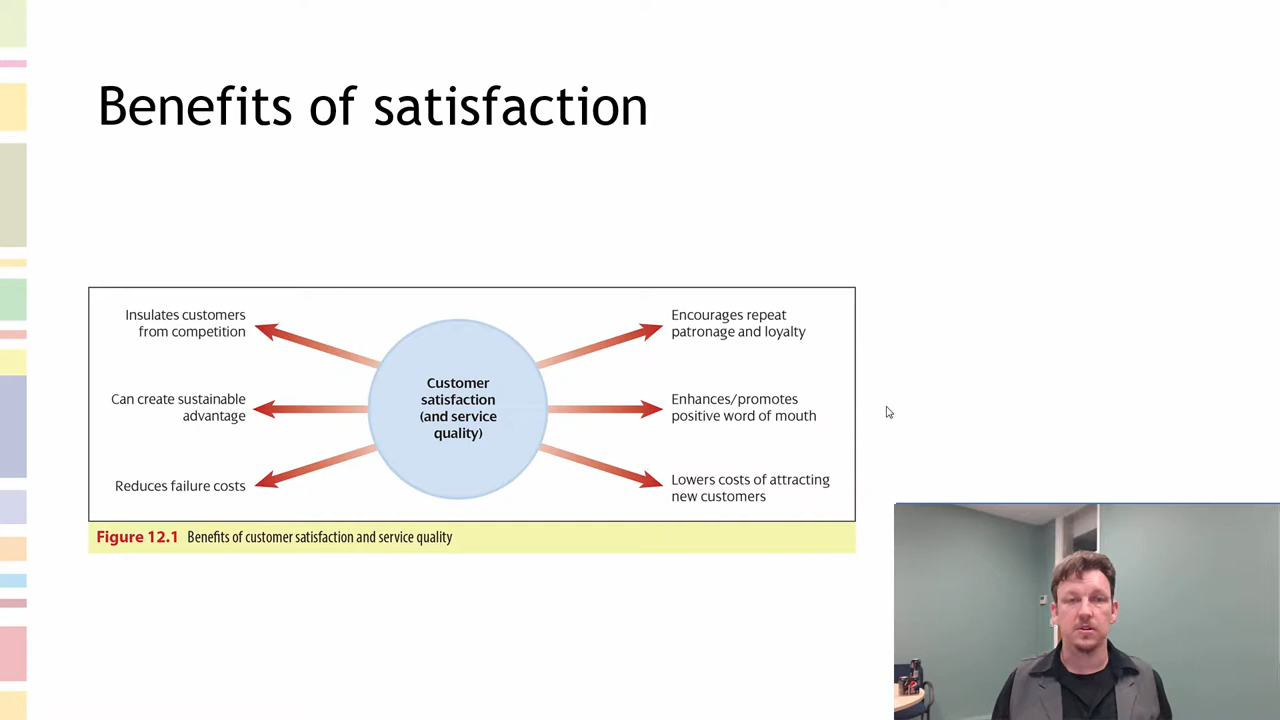 Benefits of satisfaction
Insulates customers
from competition
Can create sustainable
advantage
Reduces failure costs
Customer
satisfaction
(and service
quality)
Encourages repeat
patronage and loyalty
Enhances/promotes
positive word of mouth
Lowers costs of attracting
new customers
Figure 12.1 Benefits of customer satisfaction and service quality